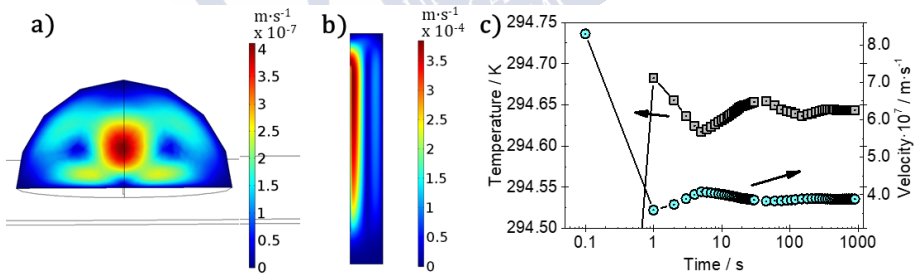 a)
m·s-1
x 10-7
4
3.5
3
2.5
2
1.5
1
0.5
0
b)
m·s-1
x 10-4
3.5
3
2.5
2
1.5
1
0.5
0
c)
Temperature / K
294.75
294.70
294.65
294.60
294.55
294.50
0.1 1 10 100 1000
Time / s
8.3
7.0
5.7
4.0
3.0
Velocity·10⁷ / m·s-1